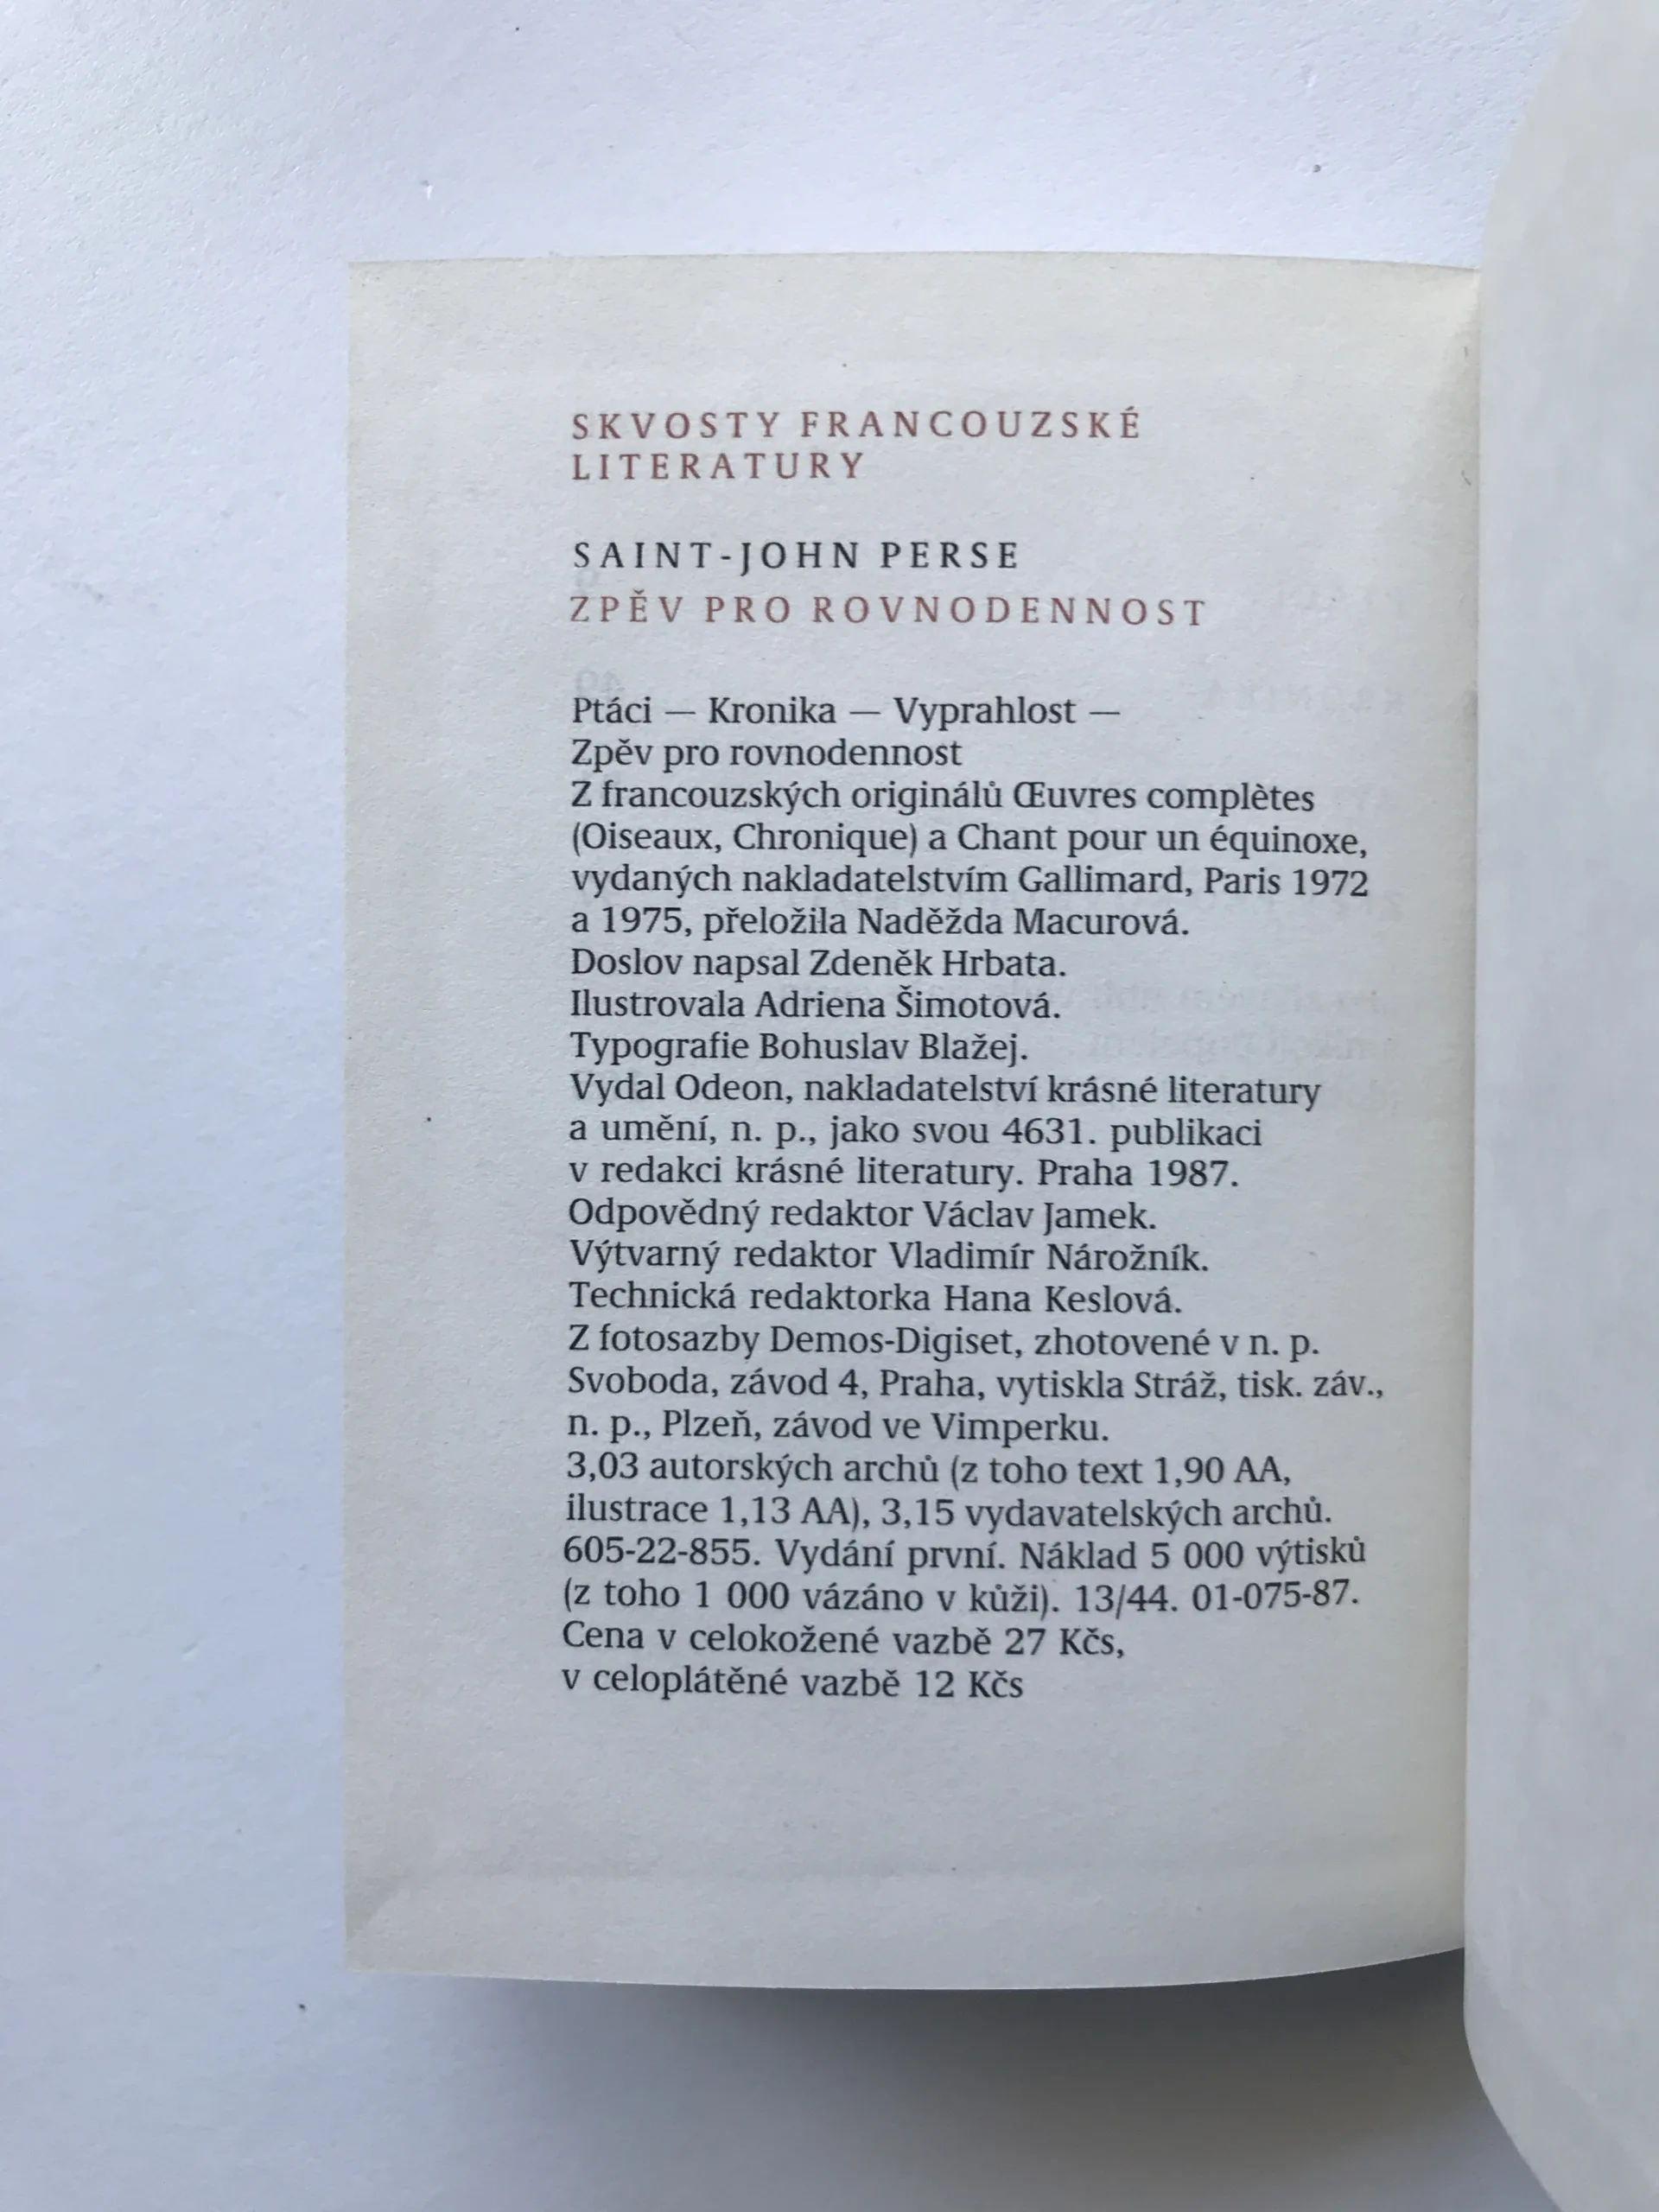 SKVOSTY FRANCOUZSKÉ
LITERATURY
SAINT-JOHN PERSE
ZPĚV PRO ROVNODENNOST
Ptáci — Kronika — Vyprahlost —
Zpěv pro rovnodennost
Z francouzských originálů Œuvres complètes
(Oiseaux, Chronique) a Chant pour un équinoxe,
vydaných nakladatelstvím Gallimard, Paris 1972
a 1975, přeložila Naděžda Macurová.
Doslov napsal Zdeněk Hrbata.
Ilustrovala Adriena Šimotová.
Typografie Bohuslav Blažej.
Vydal Odeon, nakladatelství krásné literatury
a umění, n. p., jako svou 4631. publikaci
v redakci krásné literatury. Praha 1987.
Odpovědný redaktor Václav Jamek.
Výtvarný redaktor Vladimír Nárožník.
Technická redaktorka Hana Keslová.
Z fotosazby Demos-Digiset, zhotovené v n. p.
Svoboda, závod 4, Praha, vytiskla Stráž, tisk. záv.,
n. p., Plzeň, závod ve Vimperku.
3,03 autorských archů (z toho text 1,90 AA,
ilustrace 1,13 AA), 3,15 vydavatelských archů.
605-22-855. Vydání první. Náklad 5 000 výtisků
(z toho 1 000 vázáno v kůži). 13/44. 01-075-87.
Cena v celokožené vazbě 27 Kčs,
v celoplátěné vazbě 12 Kčs